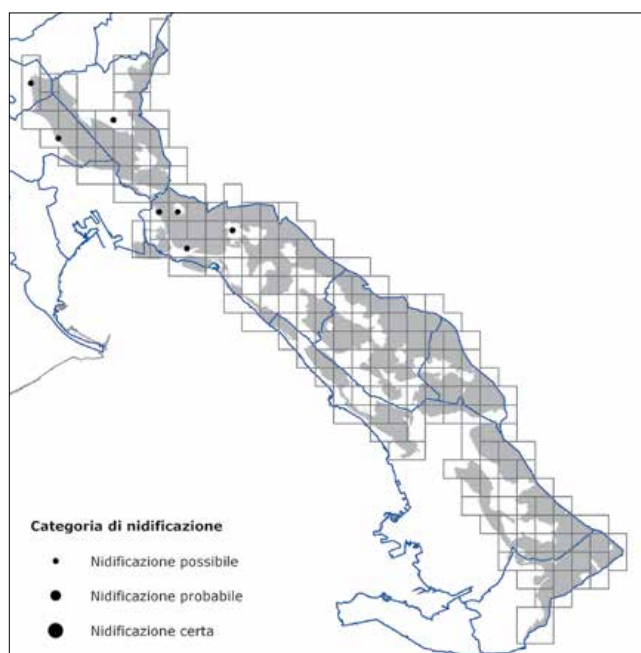 Categoria di nidificazione
Nidificazione possibile
Nidificazione probabile
Nidificazione certa